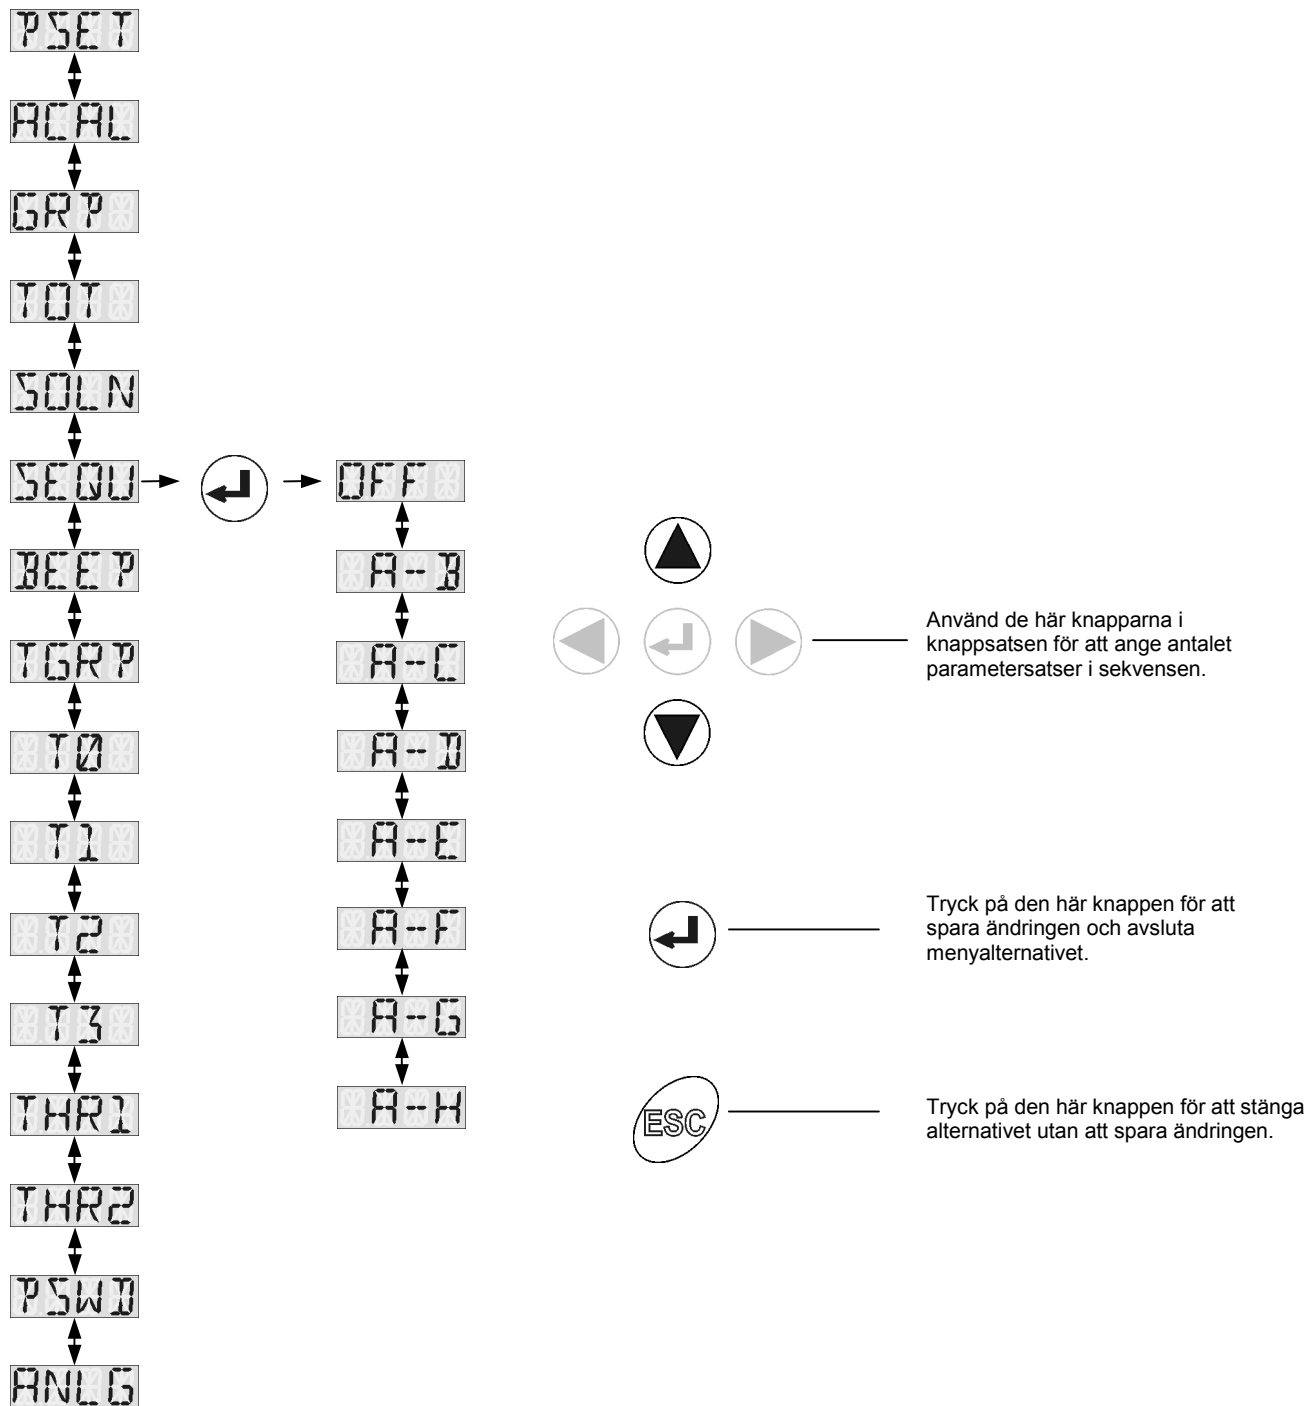 PSET
ACAL
GRP
TOT
SOLN
SEQU
BEEP
TGRP
T0
T1
T2
T3
THR1
THR2
PSWD
ANLG
OFF
A-B
A-C
A-D
A-E
A-F
A-G
A-H
Använd de här knapparna i
knappsatsen för att ange antalet
parametersatser i sekvensen.
Tryck på den här knappen för att
spara ändringen och avsluta
menyalternativet.
ESC
Tryck på den här knappen för att stänga
alternativet utan att spara ändringen.